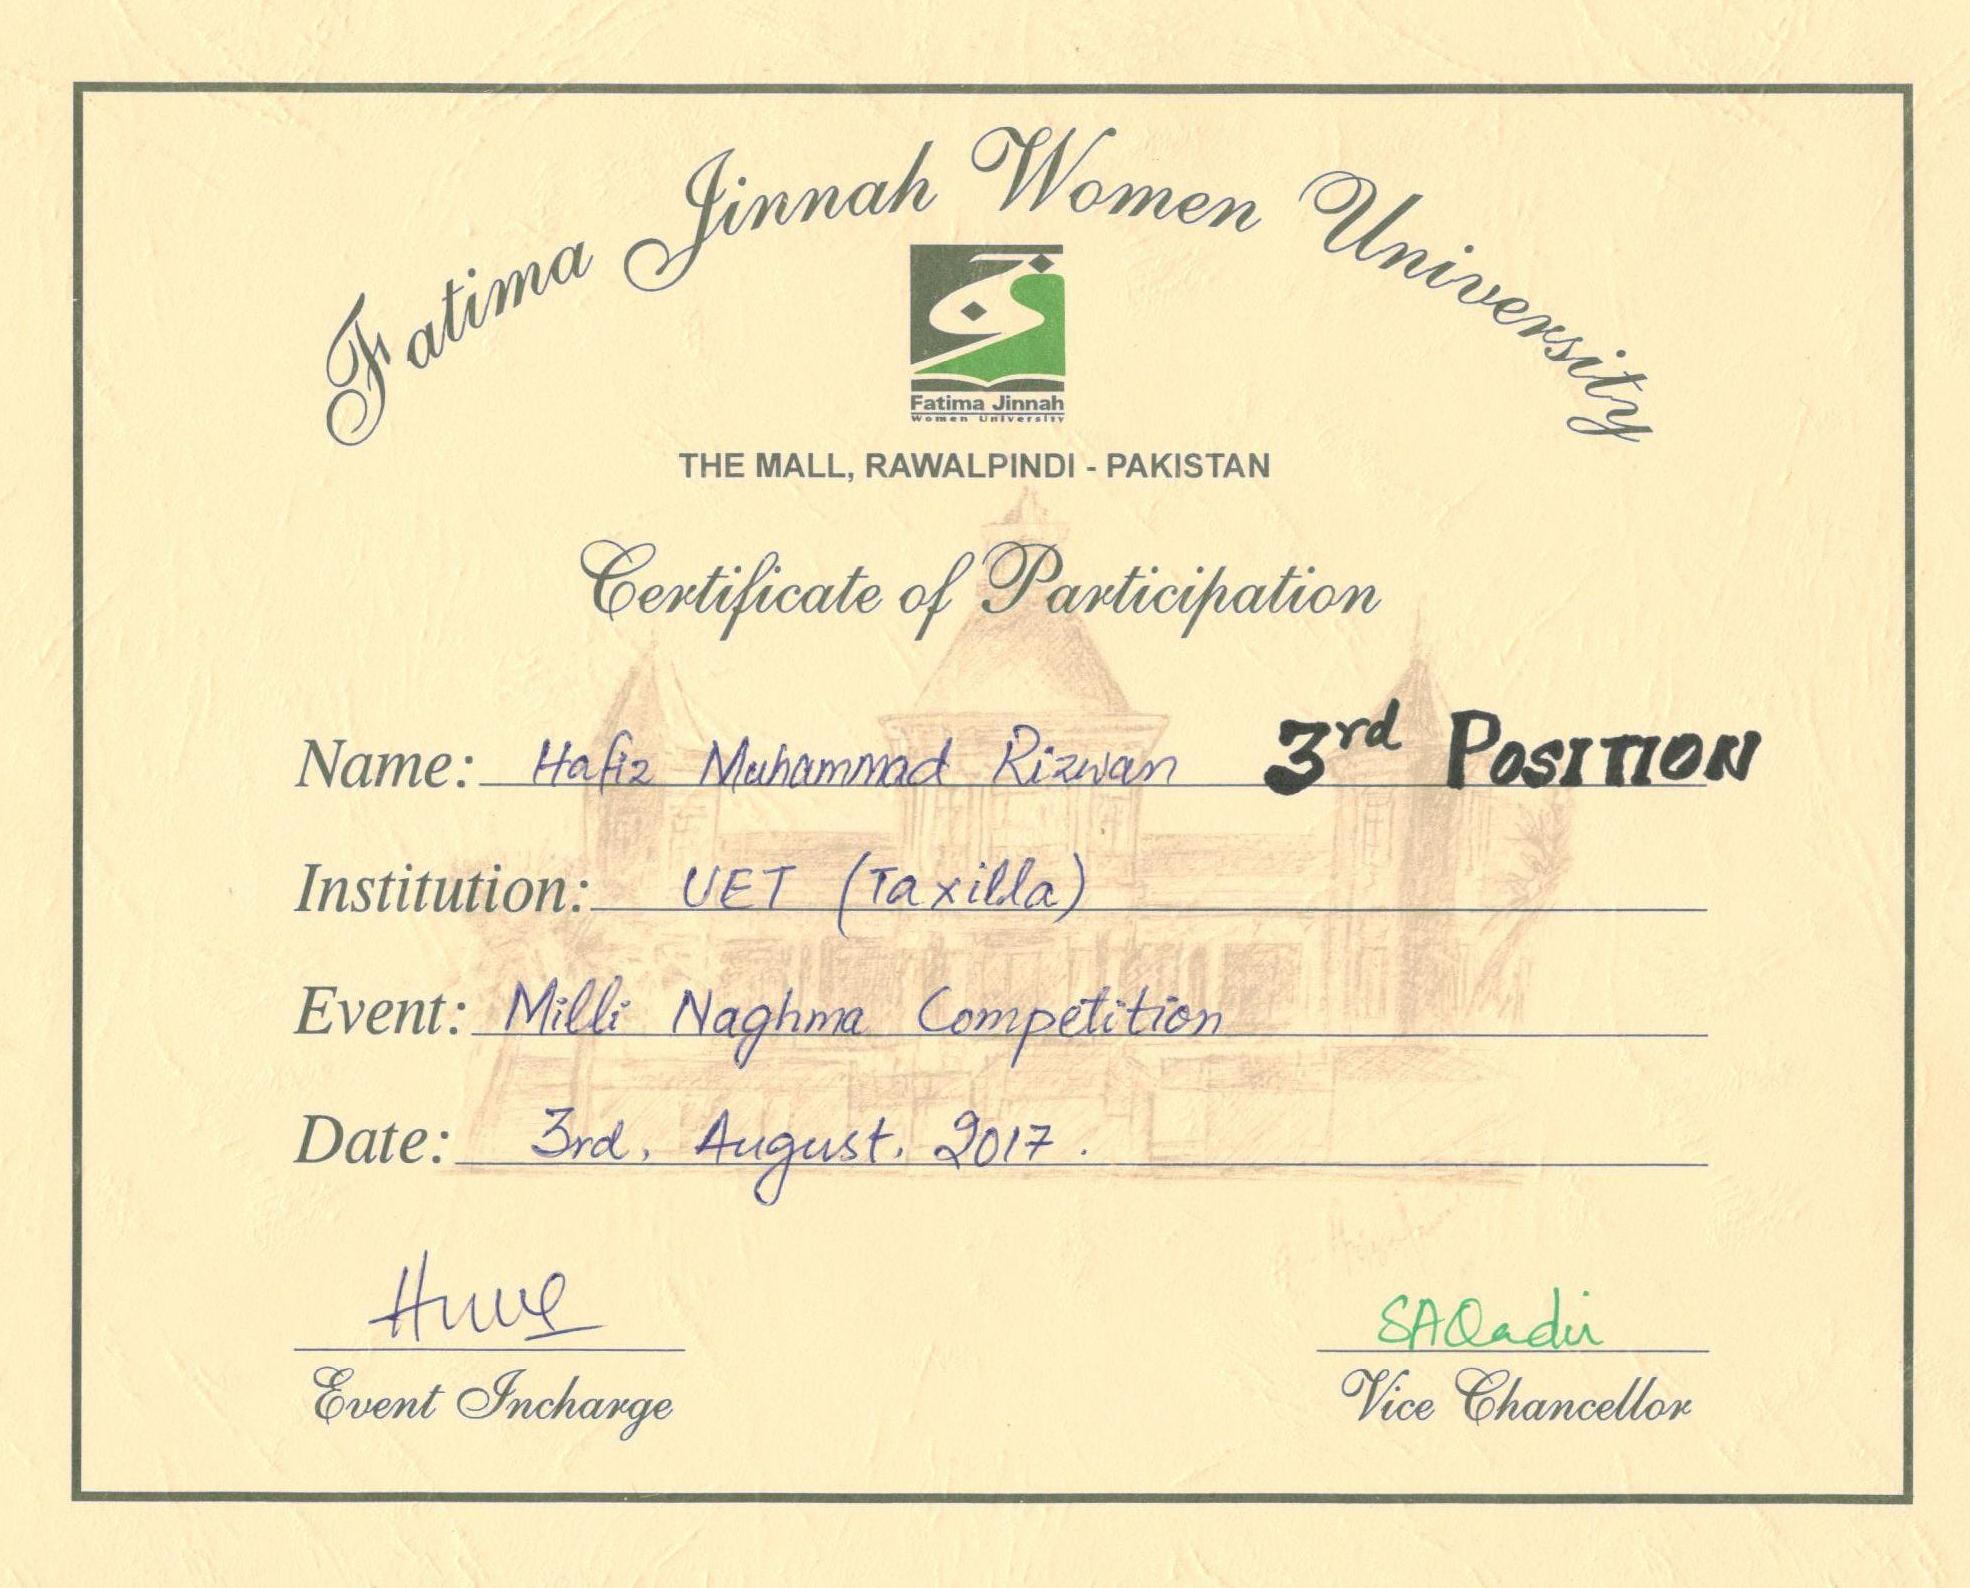 Fatima Jinnah Women University
Fatima Jinnah
Women University
THE MALL, RAWALPINDI - PAKISTAN
Certificate of Participation
Name: Hafiz Muhammad Rizwan 3rd POSITION
Institution: UET (Taxilla)
Event: Milli Naghma Competition
Date: 3rd, August, 2017.
SAQadir
Event Incharge
Vice Chancellor